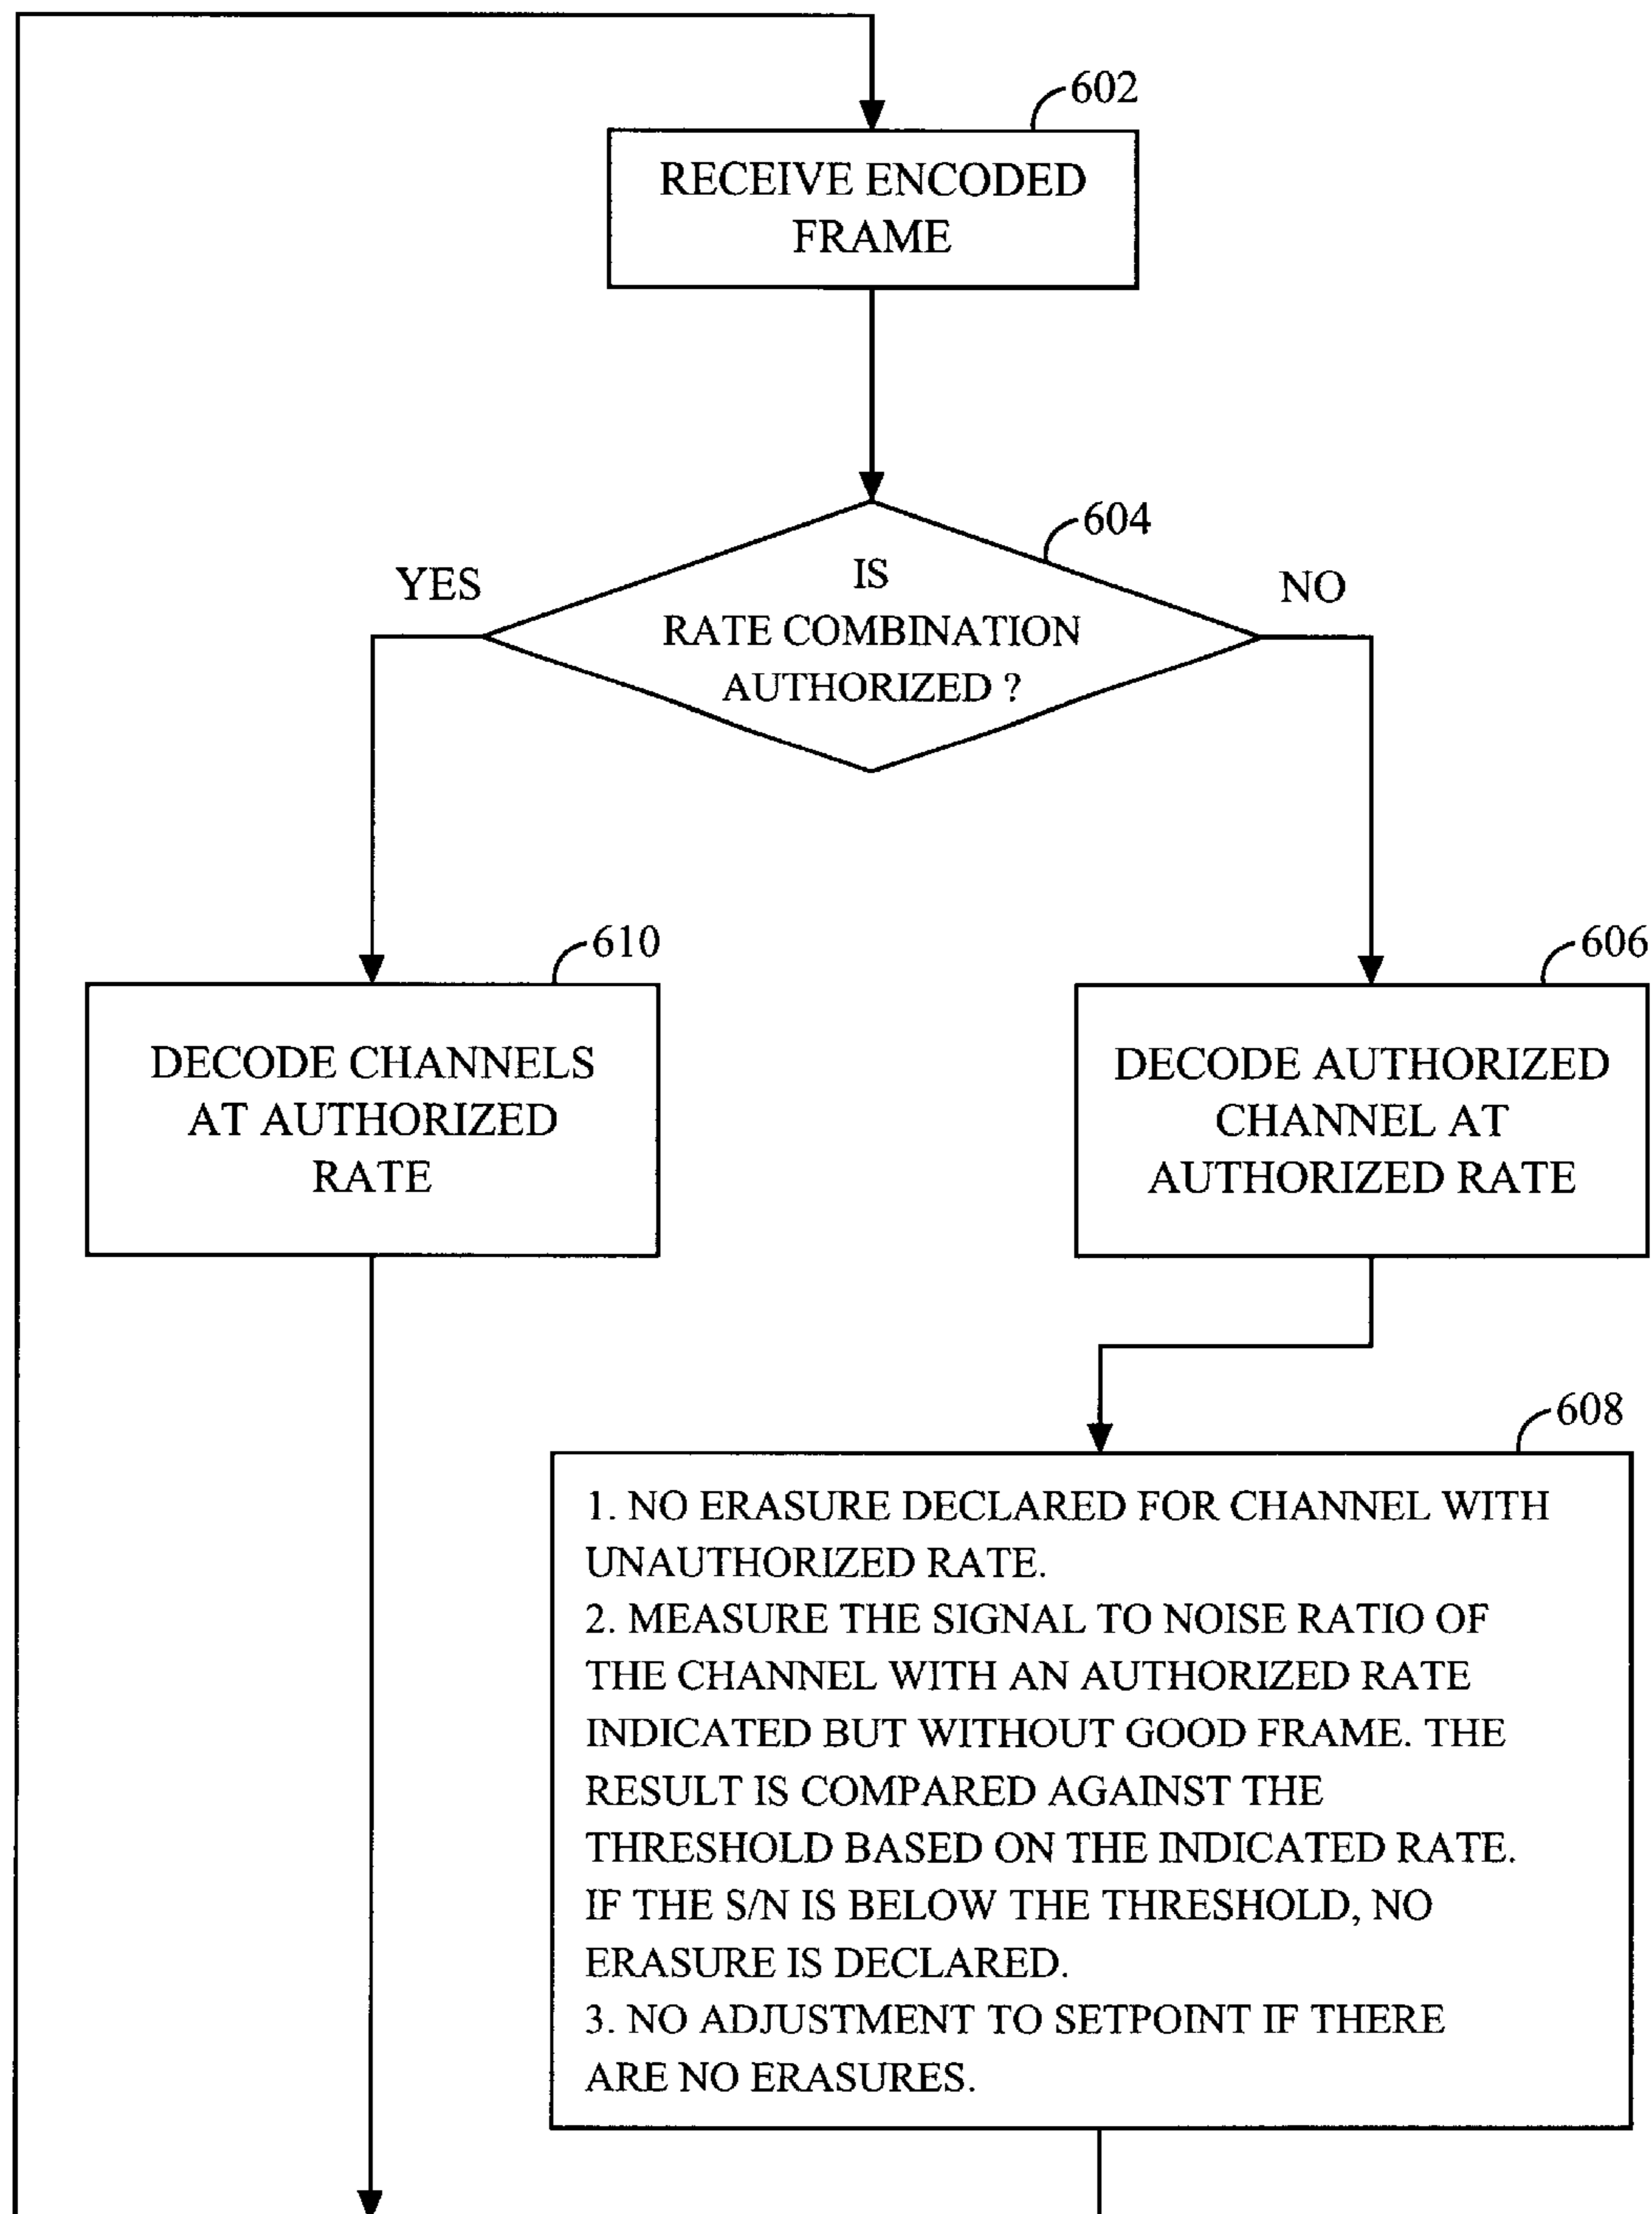 602
RECEIVE ENCODED
FRAME
604
YES
IS
RATE COMBINATION
AUTHORIZED ?
NO
610
DECODE CHANNELS
AT AUTHORIZED
RATE
606
DECODE AUTHORIZED
CHANNEL AT
AUTHORIZED RATE
608
1. NO ERASURE DECLARED FOR CHANNEL WITH
UNAUTHORIZED RATE.
2. MEASURE THE SIGNAL TO NOISE RATIO OF
THE CHANNEL WITH AN AUTHORIZED RATE
INDICATED BUT WITHOUT GOOD FRAME. THE
RESULT IS COMPARED AGAINST THE
THRESHOLD BASED ON THE INDICATED RATE.
IF THE S/N IS BELOW THE THRESHOLD, NO
ERASURE IS DECLARED.
3. NO ADJUSTMENT TO SETPOINT IF THERE
ARE NO ERASURES.